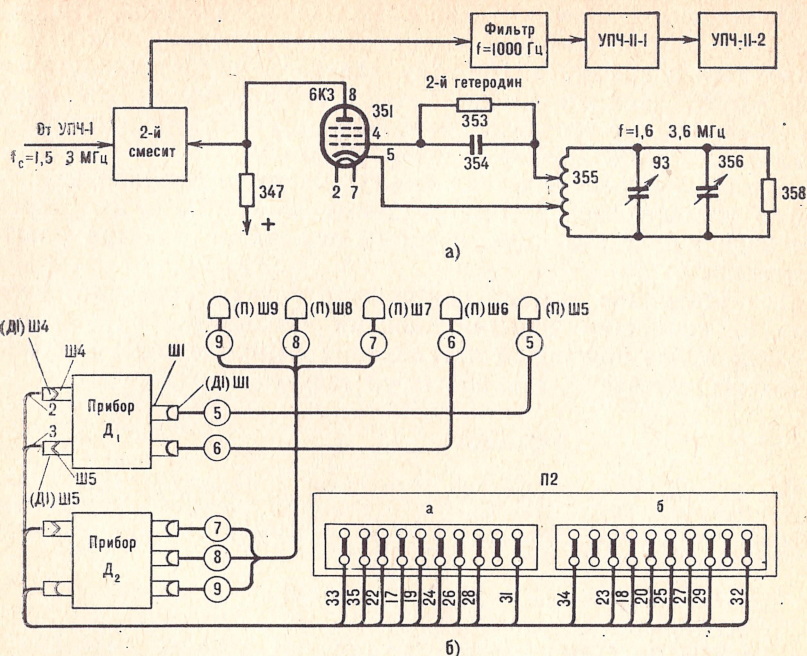 Фильтр
f=1000 Гц
УПЧ-II-1
УПЧ-II-2
2-й гетеродин
6К3 8
351
353
4
354
5
От УПЧ-I
fс=1,5 3 МГц
2-й
смесит
f=1,6 3,6 МГц
355
93
356
358
2 7
347
+
а)
(П)Ш9
(П)Ш8
(П)Ш7
(П)Ш6
(П)Ш5
9
8
7
6
5
(Д1)Ш4
Ш4
Ш1
(Д1)Ш1
2
Прибор
Д1
5
3
6
Ш5
(Д1)Ш5
П2
а
б
Прибор
Д2
7
8
9
33
35
22
17
19
24
26
28
31
34
23
18
20
25
27
29
32
б)